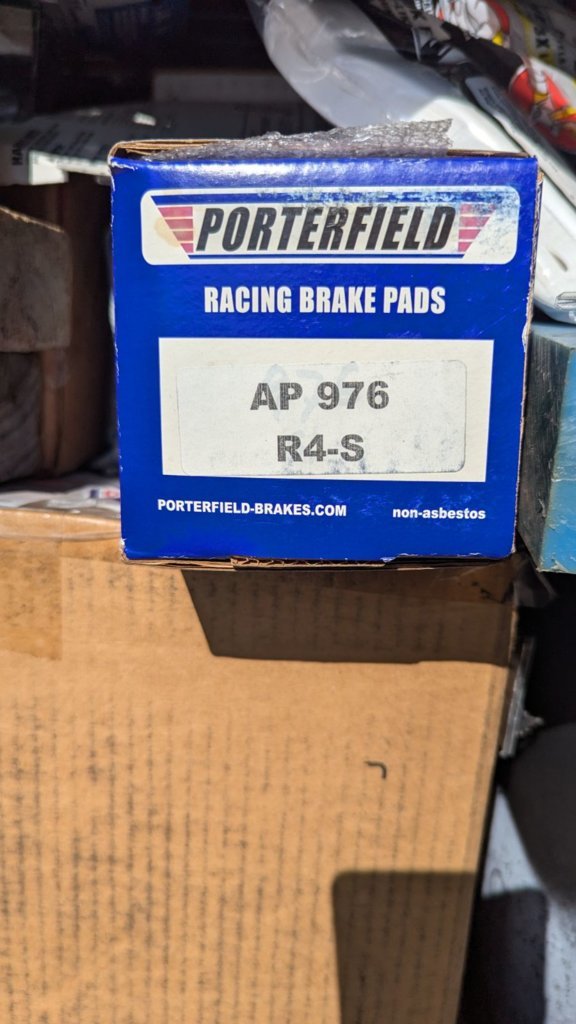 PORTERFIELD
RACING BRAKE PADS
AP 976
R4-S
PORTERFIELD-BRAKES.COM
non-asbestos